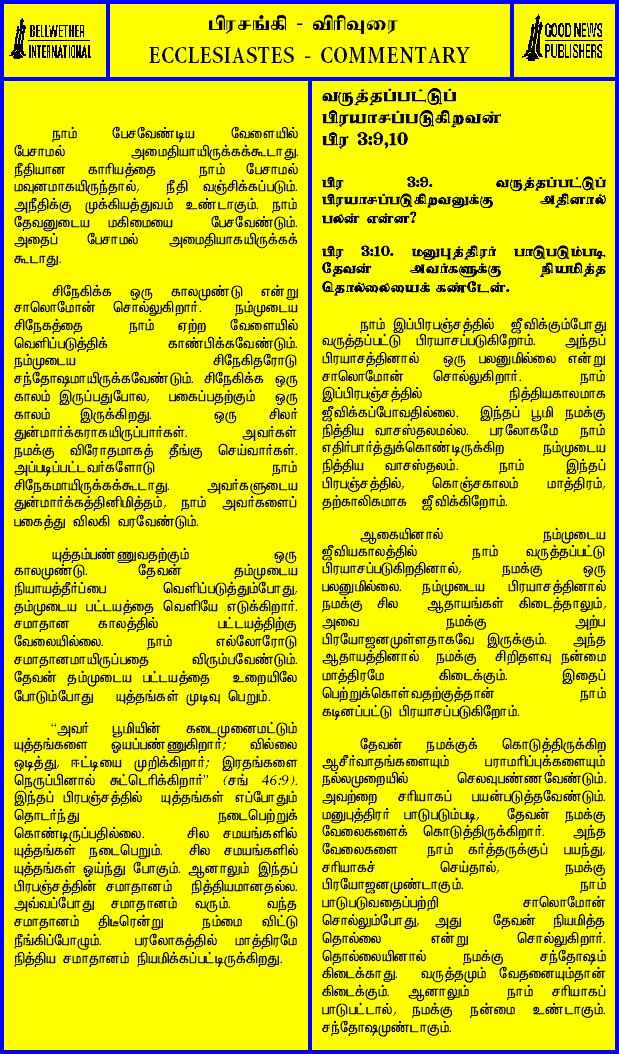 BELLWETHER
INTERNATIONAL
பிரசங்கி - விரிவுரை
ECCLESIASTES - COMMENTARY
GOOD NEWS
PUBLISHERS
நாம் பேசவேண்டிய வேளையில்
பேசாமல் அமைதியாயிருக்கக்கூடாது.
நீதியான காரியத்தை நாம் பேசாமல்
மவுனமாகயிருந்தால், நீதி வஞ்சிக்கப்படும்.
அநீதிக்கு முக்கியத்துவம் உண்டாகும். நாம்
தேவனுடைய மகிமையை பேசவேண்டும்.
அதைப் பேசாமல் அமைதியாகயிருக்கக்
கூடாது.
சிநேகிக்க ஒரு காலமுண்டு என்று
சாலொமோன் சொல்லுகிறார். நம்முடைய
சிநேகத்தை நாம் ஏற்ற வேளையில்
வெளிப்படுத்திக் காண்பிக்கவேண்டும்.
நம்முடைய சிநேகிதரோடு
சந்தோஷமாயிருக்கவேண்டும். சிநேகிக்க ஒரு
காலம் இருப்பதுபோல, பகைப்பதற்கும் ஒரு
காலம் இருக்கிறது. ஒரு சிலர்
துன்மார்க்கராகயிருப்பார்கள். அவர்கள்
நமக்கு விரோதமாகத் தீங்கு செய்வார்கள்.
அப்படிப்பட்டவர்களோடு நாம்
சிநேகமாயிருக்கக்கூடாது. அவர்களுடைய
துன்மார்க்கத்தினிமித்தம், நாம் அவர்களைப்
பகைத்து விலகி வரவேண்டும்.
யுத்தம்பண்ணுவதற்கும் ஒரு
காலமுண்டு. தேவன் தம்முடைய
நியாயத்தீர்ப்பை வெளிப்படுத்தும்போது,
தம்முடைய பட்டயத்தை வெளியே எடுக்கிறார்.
சமாதான காலத்தில் பட்டயத்திற்கு
வேலையில்லை. நாம் எல்லோரோடு
சமாதானமாயிருப்பதை விரும்பவேண்டும்.
தேவன் தம்முடைய பட்டயத்தை உறையிலே
போடும்போது யுத்தங்கள் முடிவு பெறும்.
“அவர் பூமியின் கடைமுனைமட்டும்
யுத்தங்களை ஓயப்பண்ணுகிறார்; வில்லை
ஒடித்து, ஈட்டியை முறிக்கிறார்; இரதங்களை
நெருப்பினால் சுட்டெரிக்கிறார்” (சங் 46:9).
இந்தப் பிரபஞ்சத்தில் யுத்தங்கள் எப்போதும்
தொடர்ந்து நடைபெற்றுக்
கொண்டிருப்பதில்லை. சில சமயங்களில்
யுத்தங்கள் நடைபெறும். சில சமயங்களில்
யுத்தங்கள் ஓய்ந்து போகும். ஆனாலும் இந்தப்
பிரபஞ்சத்தின் சமாதானம் நித்தியமானதல்ல.
அவ்வப்போது சமாதானம் வரும். வந்த
சமாதானம் திடீரென்று நம்மை விட்டு
நீங்கிப்போழும். பரலோகத்தில் மாத்திரமே
நித்திய சமாதானம் நியமிக்கப்பட்டிருக்கிறது.
வருத்தப்பட்டுப்
பிரயாசப்படுகிறவன்
பிர 3:9,10
பிர 3:9. வருத்தப்பட்டுப்
பிரயாசப்படுகிறவனுக்கு அதினால்
பலன் என்ன?
பிர 3:10. மனுபுத்திரர் பாடுபடும்படி
தேவன் அவர்களுக்கு நியமித்த
தொல்லையைக் கண்டேன்.
நாம் இப்பிரபஞ்சத்தில் ஜீவிக்கும்போது
வருத்தப்பட்டு பிரயாசப்படுகிறோம். அந்தப்
பிரயாசத்தினால் ஒரு பலனுமில்லை என்று
சாலொமோன் சொல்லுகிறார். நாம்
இப்பிரபஞ்சத்தில் நித்தியகாலமாக
ஜீவிக்கப்போவதில்லை. இந்தப் பூமி நமக்கு
நித்திய வாசஸ்தலமல்ல. பரலோகமே நாம்
எதிர்பார்த்துக்கொண்டிருக்கிற நம்முடைய
நித்திய வாசஸ்தலம். நாம் இந்தப்
பிரபஞ்சத்தில், கொஞ்சகாலம் மாத்திரம்,
தற்காலிகமாக ஜீவிக்கிறோம்.
ஆகையினால் நம்முடைய
ஜீவியகாலத்தில் நாம் வருத்தப்பட்டு
பிரயாசப்படுகிறதினால், நமக்கு ஒரு
பலனுமில்லை. நம்முடைய பிரயாசத்தினால்
நமக்கு சில ஆதாயங்கள் கிடைத்தாலும்,
அவை நமக்கு அற்ப
பிரயோஜனமுள்ளதாகவே இருக்கும். அந்த
ஆதாயத்தினால் நமக்கு சிறிதளவு நன்மை
மாத்திரமே கிடைக்கும். இதைப்
பெற்றுக்கொள்வதற்குத்தான் நாம்
கடினப்பட்டு பிரயாசப்படுகிறோம்.
தேவன் நமக்குக் கொடுத்திருக்கிற
ஆசீர்வாதங்களையும் பராமரிப்புக்களையும்
நல்லமுறையில் செலவுபண்ணவேண்டும்.
அவற்றை சரியாகப் பயன்படுத்தவேண்டும்.
மனுபுத்திரர் பாடுபடும்படி, தேவன் நமக்கு
வேலைகளைக் கொடுத்திருக்கிறார். அந்த
வேலைகளை நாம் கர்த்தருக்குப் பயந்து,
சரியாகச் செய்தால், நமக்கு
பிரயோஜனமுண்டாகும். நாம்
பாடுபடுவதைப்பற்றி சாலொமோன்
சொல்லும்போது, அது தேவன் நியமித்த
தொல்லை என்று சொல்லுகிறார்.
தொல்லையினால் நமக்கு சந்தோஷம்
கிடைக்காது. வருத்தமும் வேதனையும்தான்
கிடைக்கும். ஆனாலும் நாம் சரியாகப்
பாடுபட்டால், நமக்கு நன்மை உண்டாகும்.
சந்தோஷமுண்டாகும்.